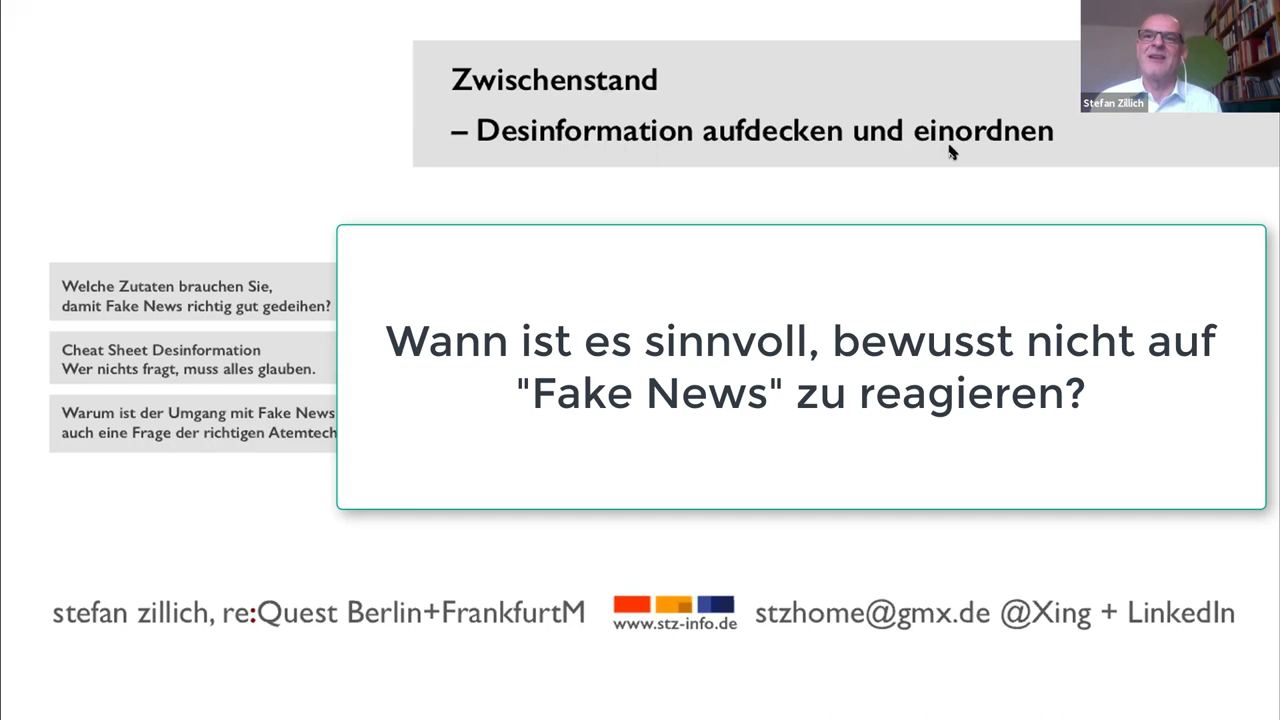 Zwischenstand
– Desinformation aufdecken und einordnen
Stefan Zillich
Welche Zutaten brauchen Sie,
damit Fake News richtig gut gedeihen?
Cheat Sheet Desinformation
Wer nichts fragt, muss alles glauben.
Warum ist der Umgang mit Fake News
auch eine Frage der richtigen Atemtech
Wann ist es sinnvoll, bewusst nicht auf
"Fake News" zu reagieren?
stefan zillich, re:Quest Berlin+FrankfurtM
www.stz-info.de
stzhome@gmx.de @Xing + LinkedIn